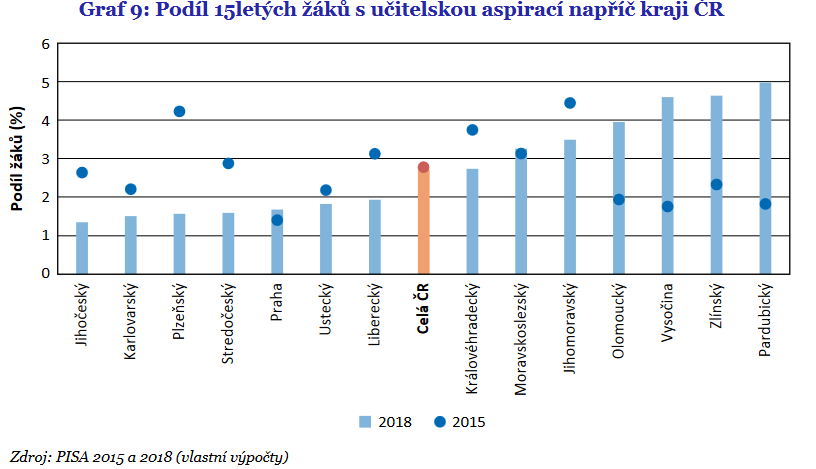 Graf 9: Podíl 15letých žáků s učitelskou aspirací napříč kraji ČR
Podíl žáků (%)
6
5
4
3
2
1
0
Jihočeský
Karlovarský
Plzeňský
Stredočeský
Praha
Ustecký
Liberecký
Celá ČR
Královéhradecký
Moravskoslezský
Jihomoravský
Olomoucký
Vysočina
Zlínský
Pardubický
2018 2015
Zdroj: PISA 2015 a 2018 (vlastní výpočty)